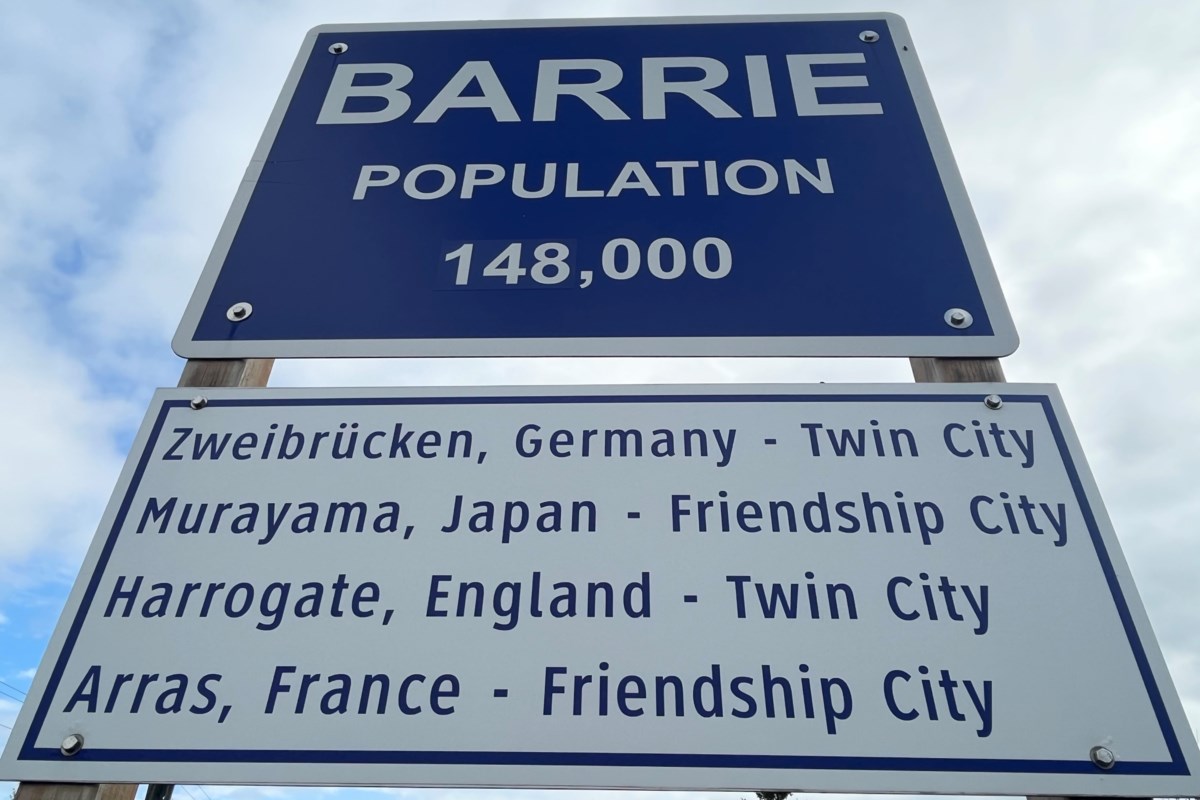 BARRIE
POPULATION
148,000
Zweibrücken, Germany - Twin City
Murayama, Japan - Friendship City
Harrogate, England - Twin City
Arras, France - Friendship City